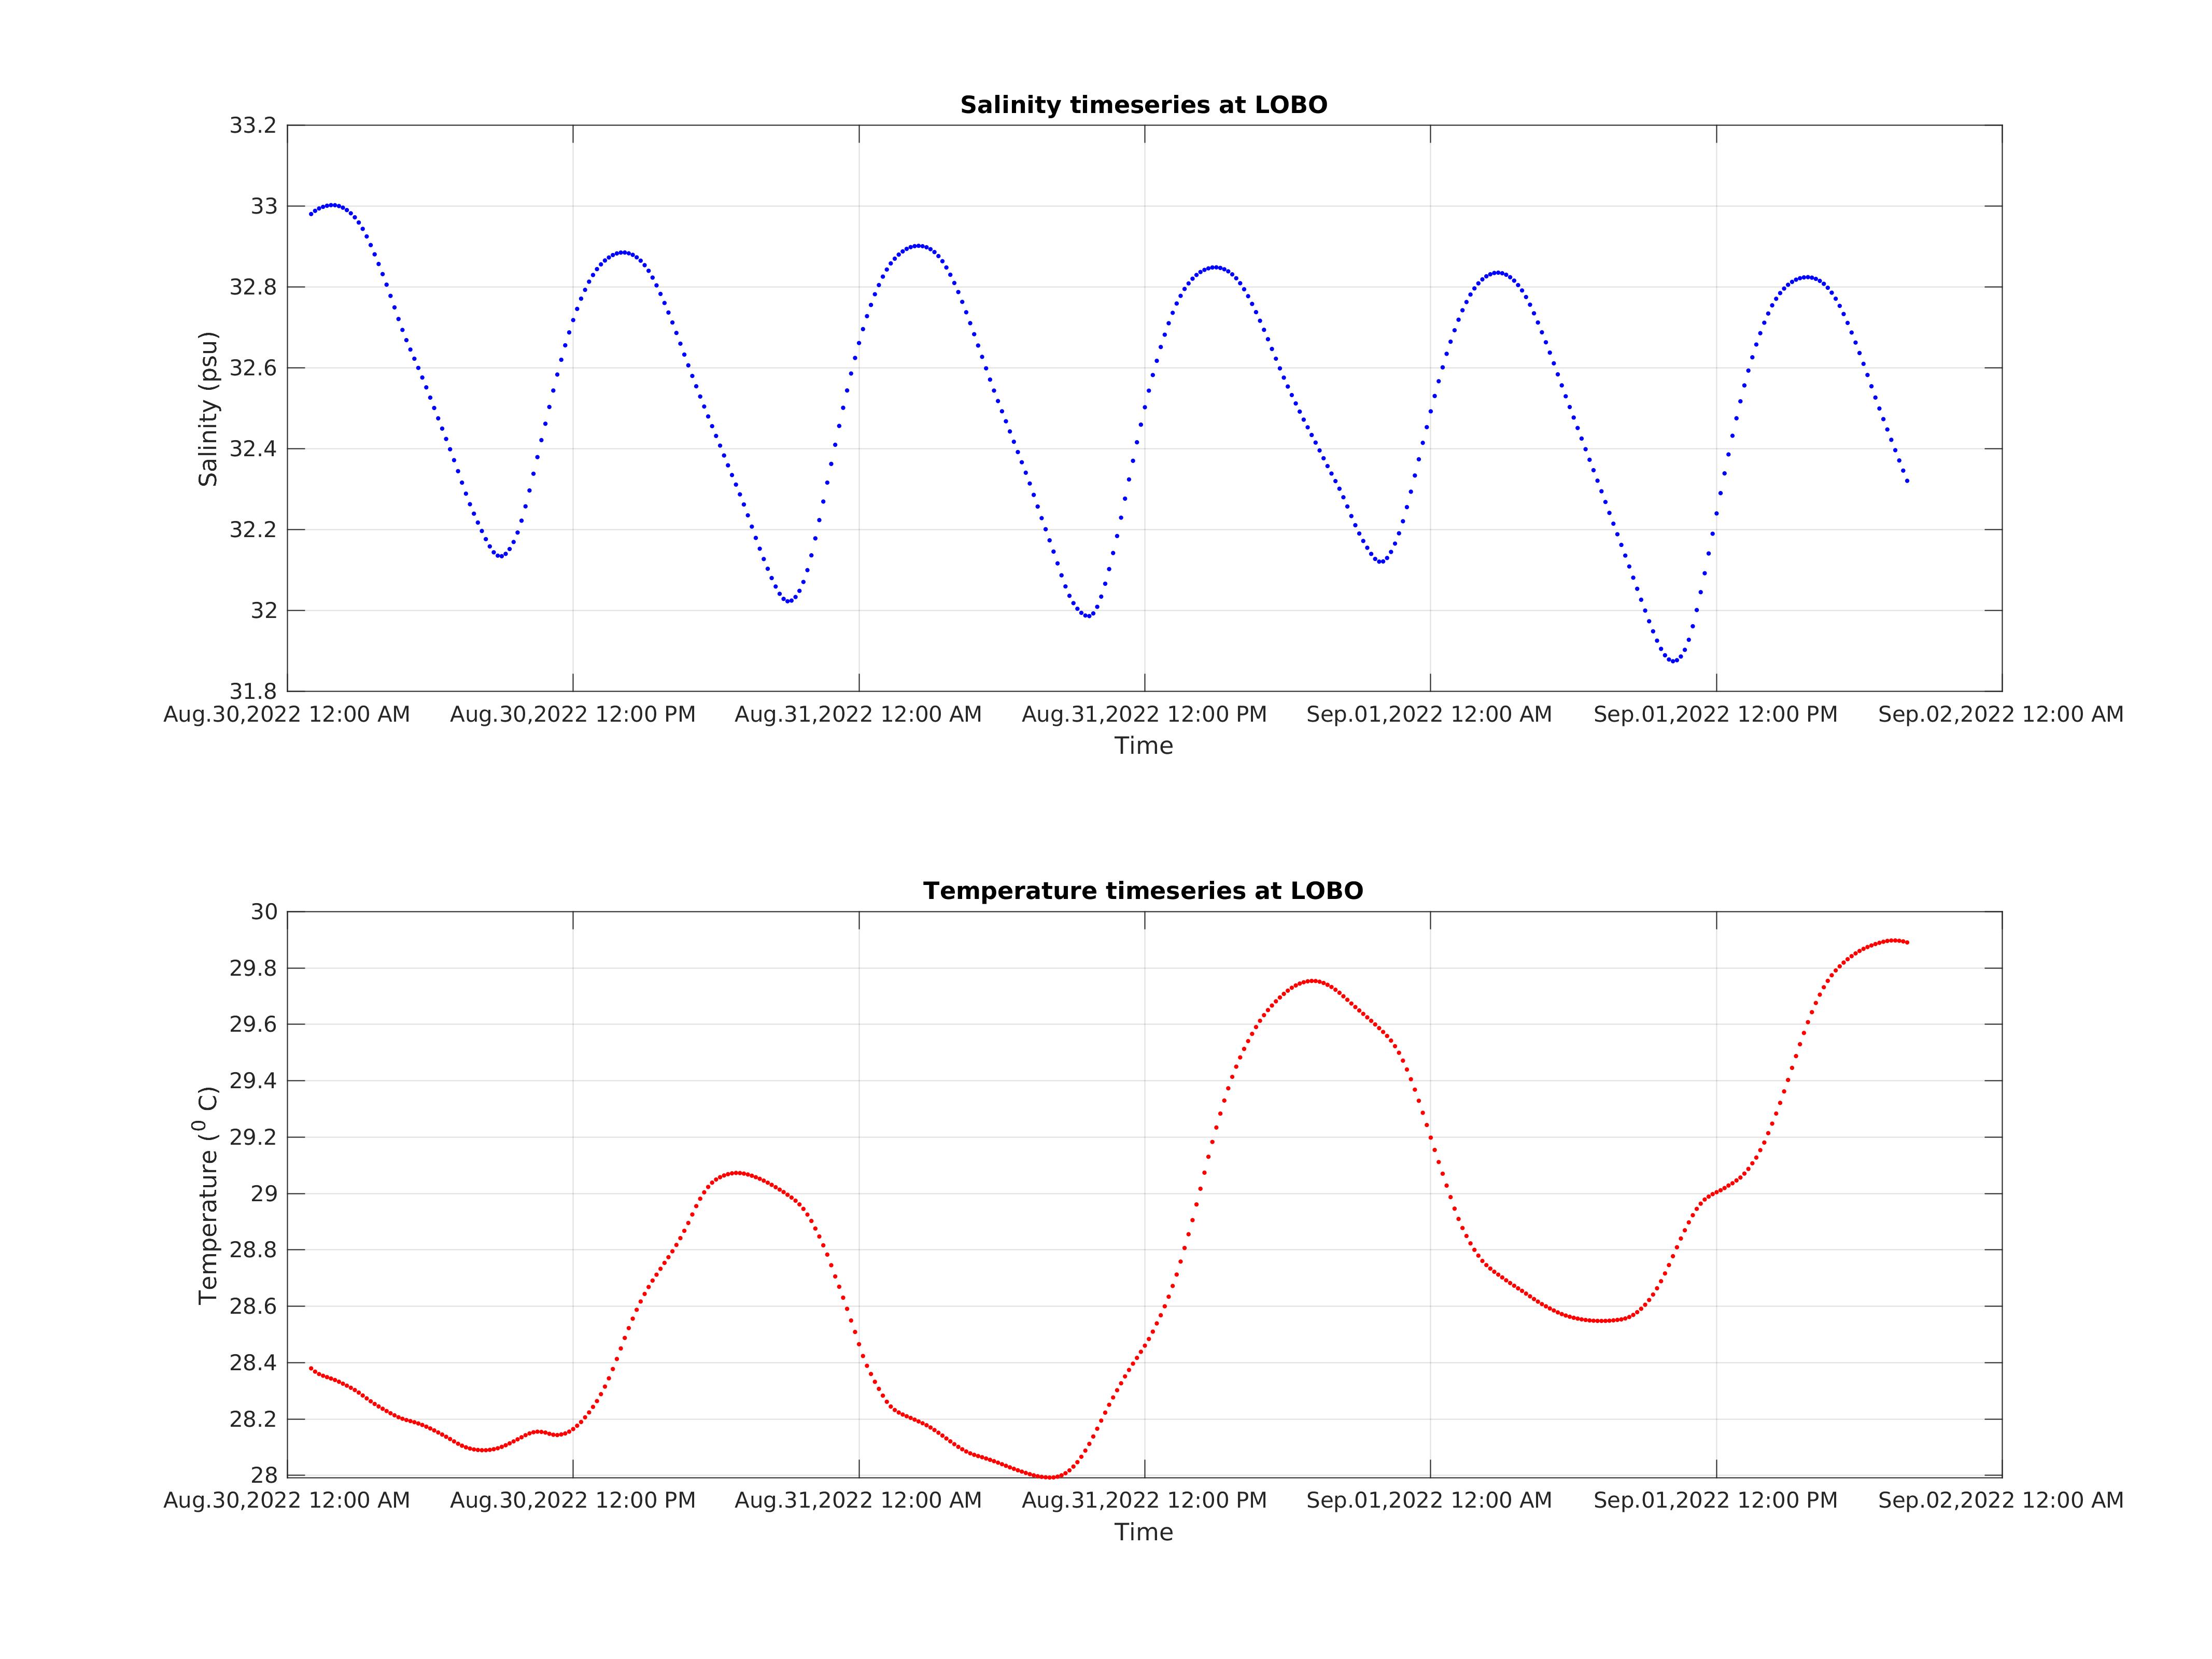 Salinity timeseries at LOBO
33.2
33
32.8
32.6
32.4
32.2
32
31.8
Salinity (psu)
Aug.30,2022 12:00 AM Aug.30,2022 12:00 PM Aug.31,2022 12:00 AM Aug.31,2022 12:00 PM Sep.01,2022 12:00 AM Sep.01,2022 12:00 PM Sep.02,2022 12:00 AM
Time
Temperature timeseries at LOBO
30
29.8
29.6
29.4
29.2
29
28.8
28.6
28.4
28.2
28
Temperature (⁰ C)
Aug.30,2022 12:00 AM Aug.30,2022 12:00 PM Aug.31,2022 12:00 AM Aug.31,2022 12:00 PM Sep.01,2022 12:00 AM Sep.01,2022 12:00 PM Sep.02,2022 12:00 AM
Time